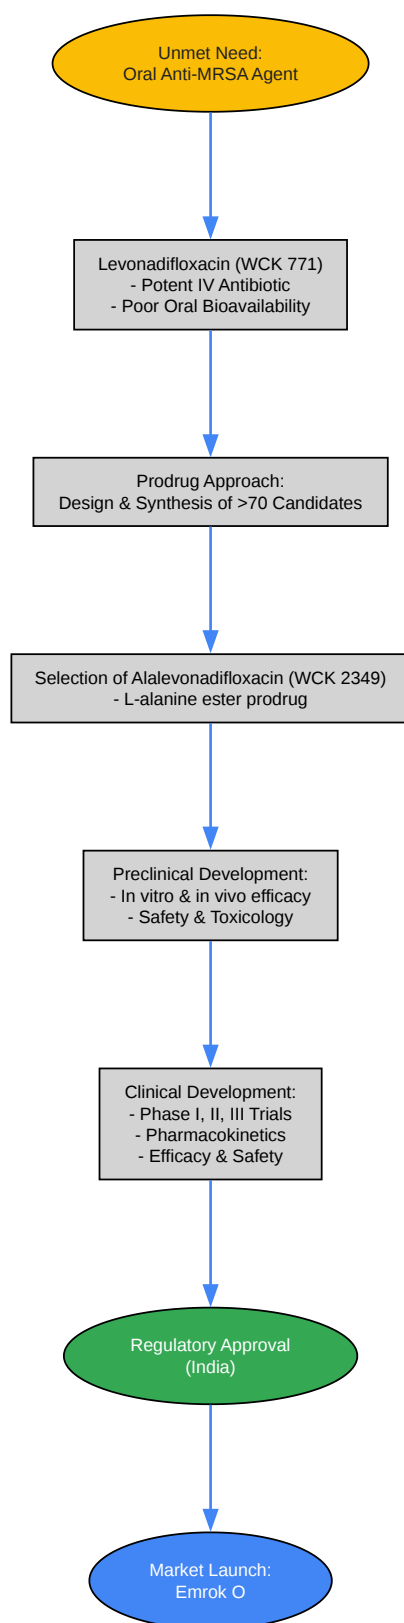 Unmet Need:
Oral Anti-MRSA Agent
Levonadifloxacin (WCK 771)
- Potent IV Antibiotic
- Poor Oral Bioavailability
Prodrug Approach:
Design & Synthesis of >70 Candidates
Selection of Alalevonadifloxacin (WCK 2349)
- L-alanine ester prodrug
Preclinical Development:
- In vitro & in vivo efficacy
- Safety & Toxicology
Clinical Development:
- Phase I, II, III Trials
- Pharmacokinetics
- Efficacy & Safety
Regulatory Approval
(India)
Market Launch:
Emrok O